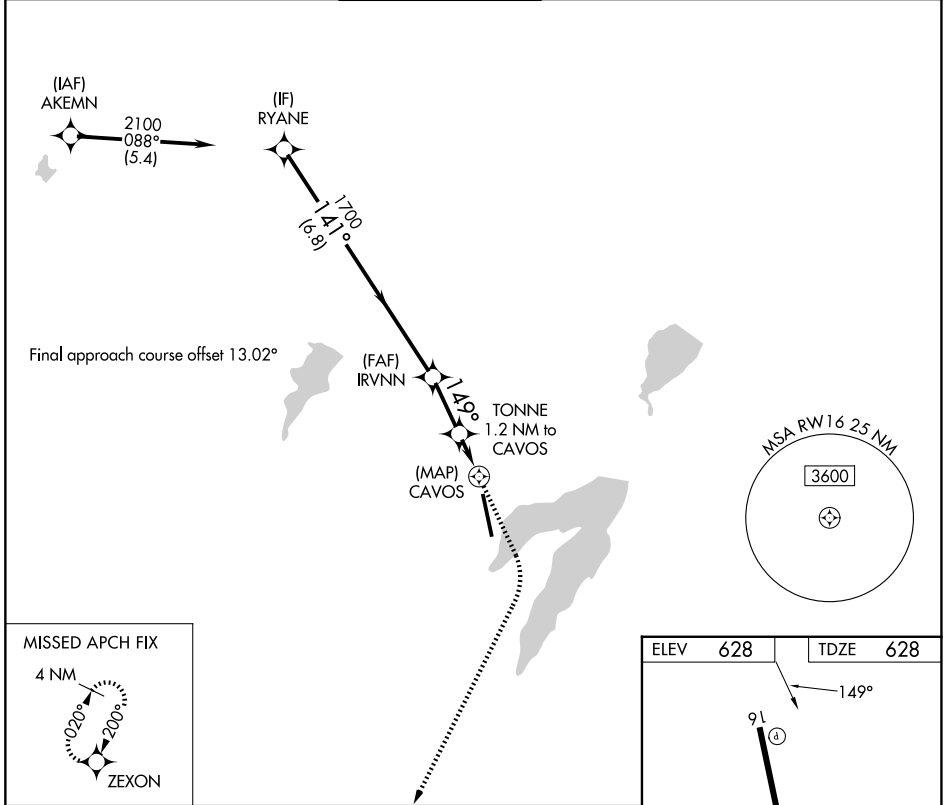 (IAF)
AKEMN
2100
088°
(5.4)
(IF)
RYANE
1700
141°
(6.8)
Final approach course offset 13.02°
(FAF)
IRVNN
149°
TONNE
1.2 NM to
CAVOS
(MAP)
CAVOS
MSA RW16 25 NM
3600
MISSED APCH FIX
4 NM
020°
200°
ZEXON
ELEV 628
TDZE 628
149°
16
P